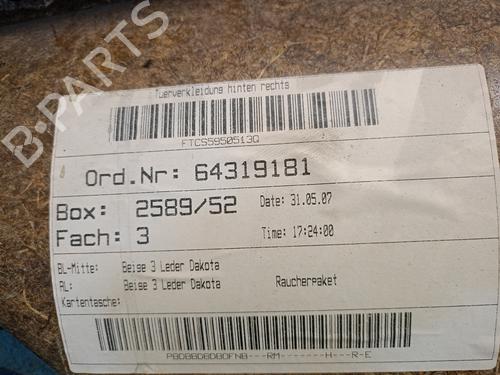 B-PARTS
Tuerverkleidung hinten rechts
FTCS5950513Q
Ord.Nr: 64319181
Box: 2589/52 Date: 31.05.07
Fach: 3 Time: 17:24:00
BL-Mitte: Beige 3 Leder Dakota
AL: Beige 3 Leder Dakota Raucherpaket
Kartentasche: